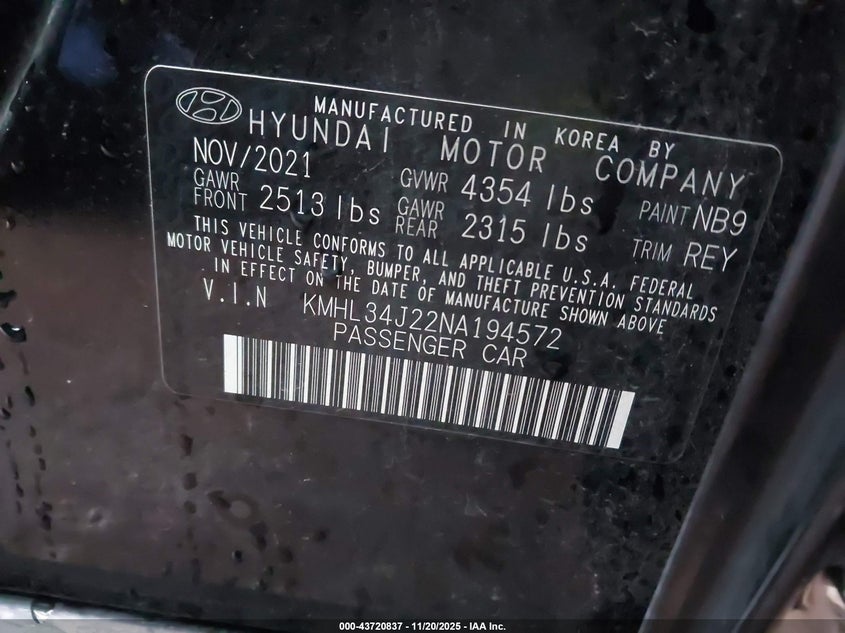 MANUFACTURED IN KOREA BY
HYUNDAI MOTOR COMPANY
NOV/2021 GVWR 4354 lbs PAINT NB9
GAWR FRONT 2513 lbs GAWR REAR 2315 lbs TRIM REY
THIS VEHICLE CONFORMS TO ALL APPLICABLE U.S.A. FEDERAL
MOTOR VEHICLE SAFETY, BUMPER, AND THEFT PREVENTION STANDARDS
IN EFFECT ON THE DATE OF MANUFACTURE SHOWN ABOVE
V.I.N KMHL34J22NA194572
PASSENGER CAR
000-43720837 - 11/20/2025 - IAA Inc.